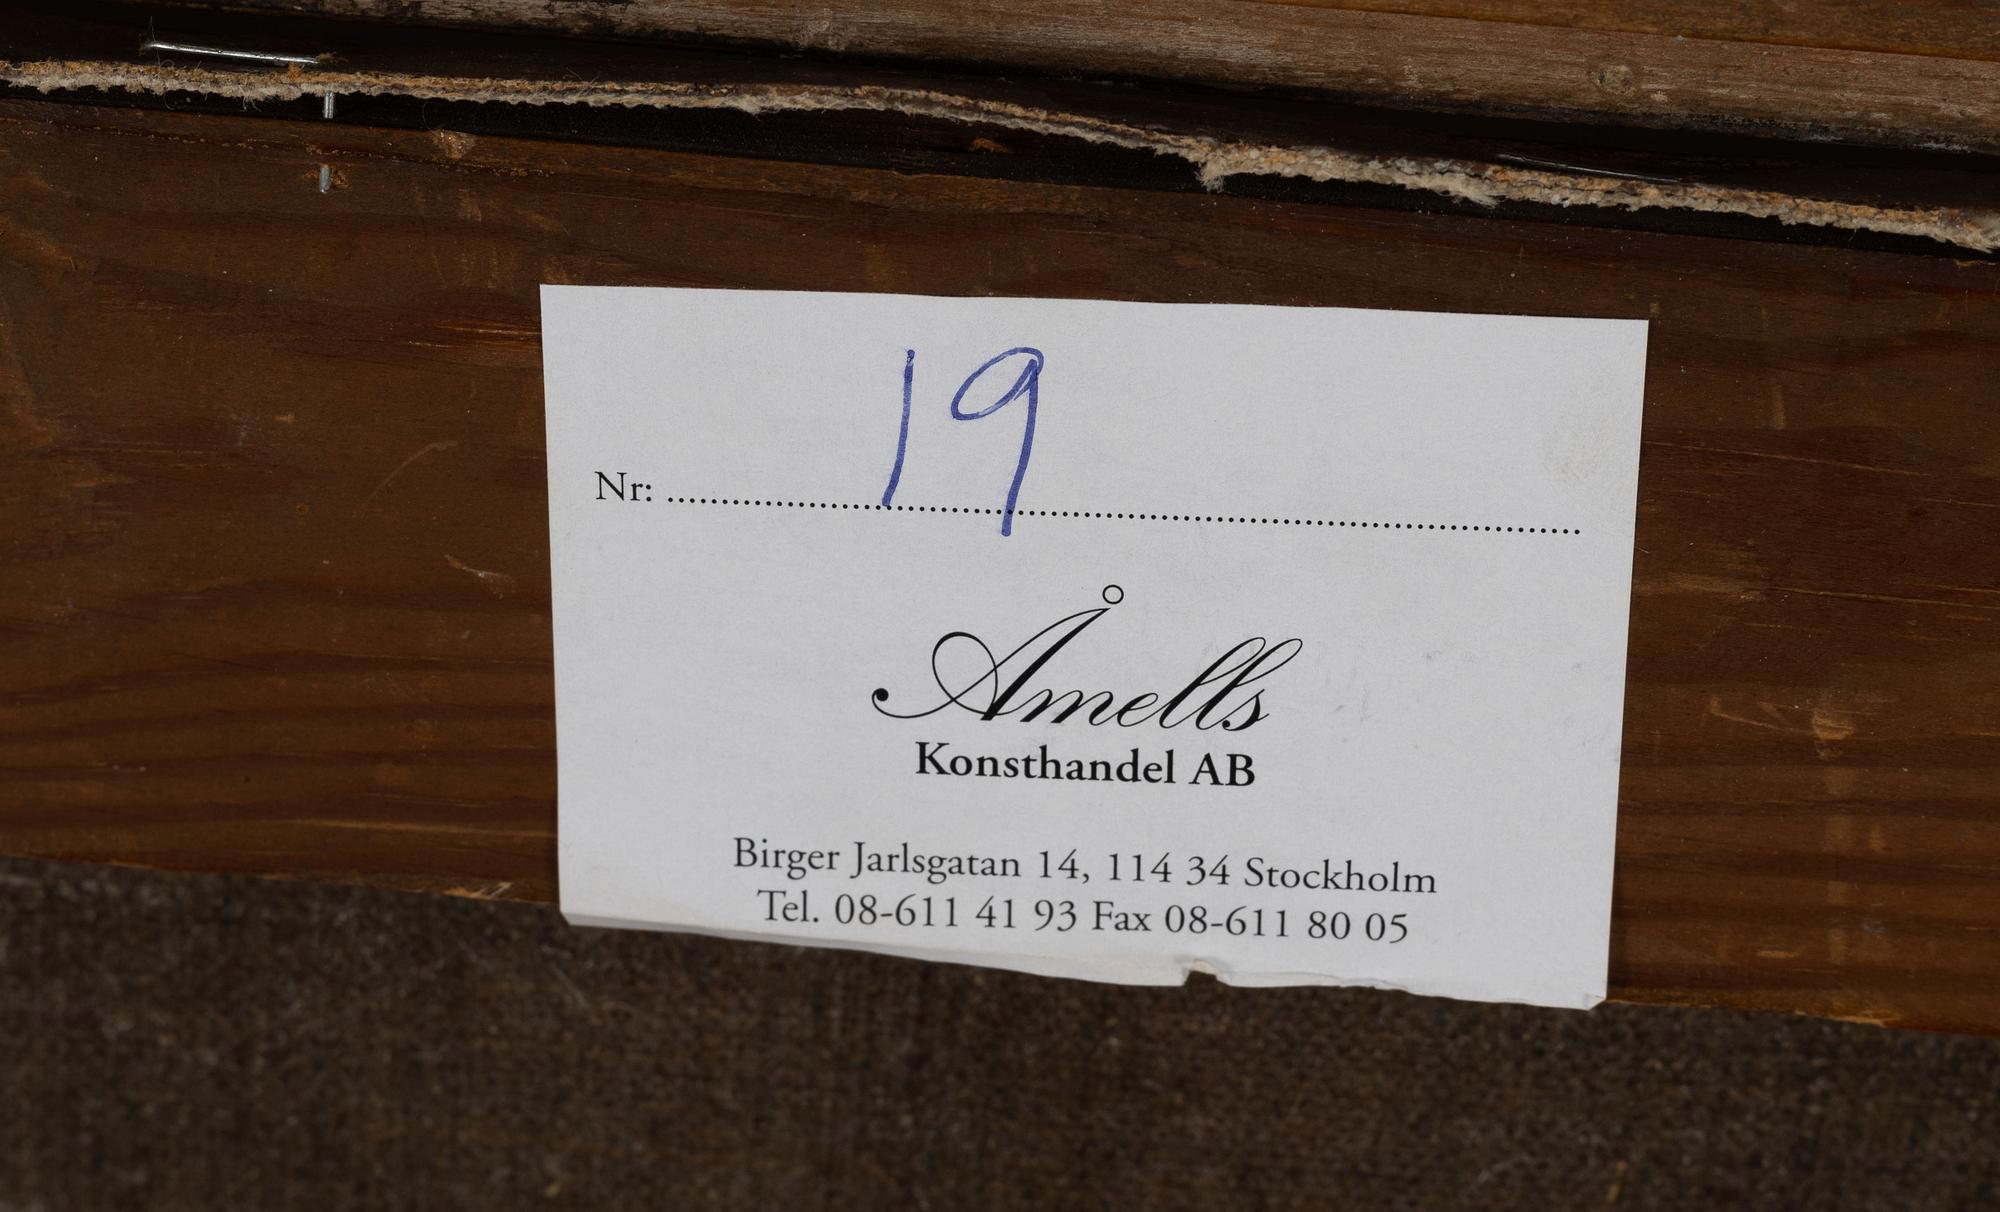 19
Nr: ........................................................................................................
Åmells
Konsthandel AB
Birger Jarlsgatan 14, 114 34 Stockholm
Tel. 08-611 41 93 Fax 08-611 80 05